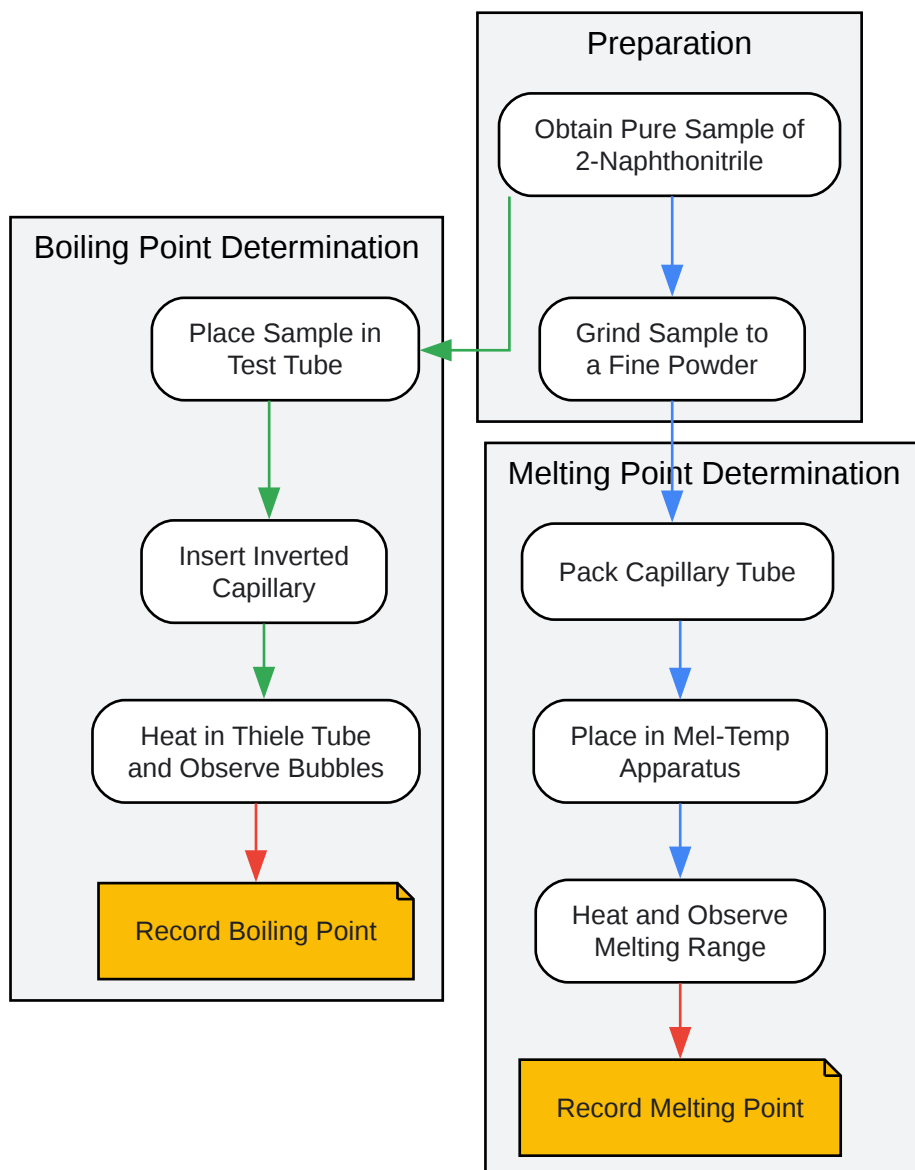 Preparation
Obtain Pure Sample of
2-Naphthonitrile
Grind Sample to
a Fine Powder
Boiling Point Determination
Place Sample in
Test Tube
Insert Inverted
Capillary
Heat in Thiele Tube
and Observe Bubbles
Record Boiling Point
Melting Point Determination
Pack Capillary Tube
Place in Mel-Temp
Apparatus
Heat and Observe
Melting Range
Record Melting Point